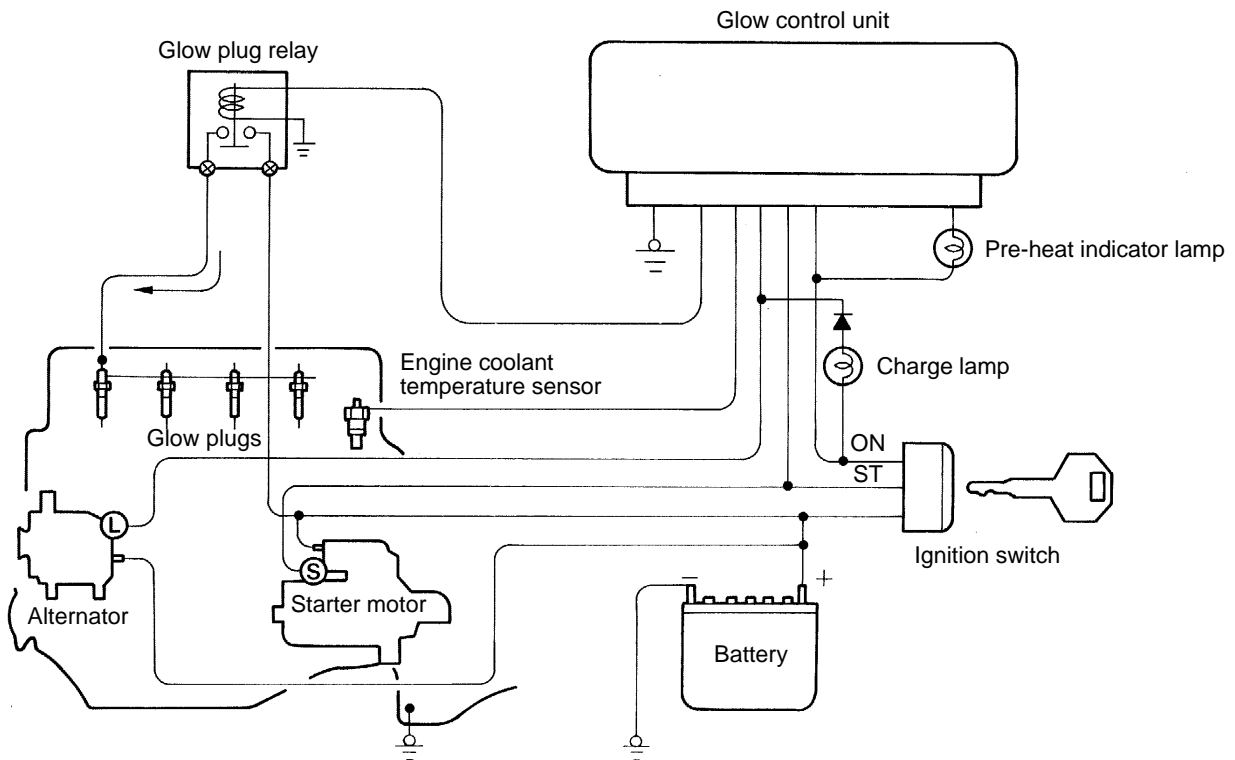 Glow control unit
Glow plug relay
Pre-heat indicator lamp
Engine coolant
temperature sensor
Charge lamp
Glow plugs
ON
ST
L
Ignition switch
S
Starter motor
Alternator
− +
Battery